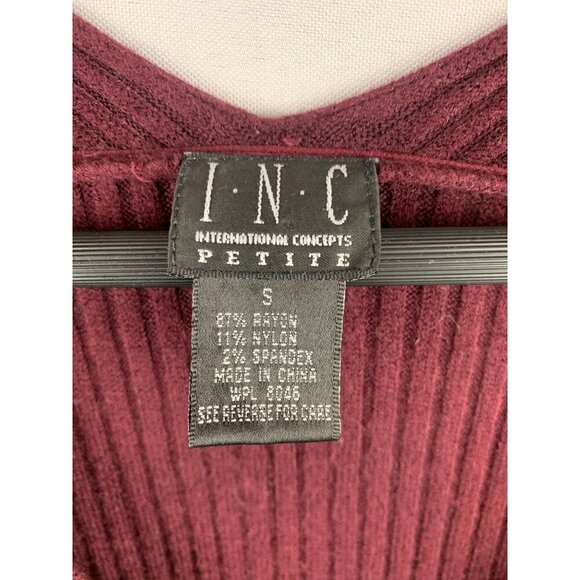 I·N·C
INTERNATIONAL CONCEPTS
PETITE
S
87% RAYON
11% NYLON
2% SPANDEX
MADE IN CHINA
WPL 8046
SEE REVERSE FOR CARE